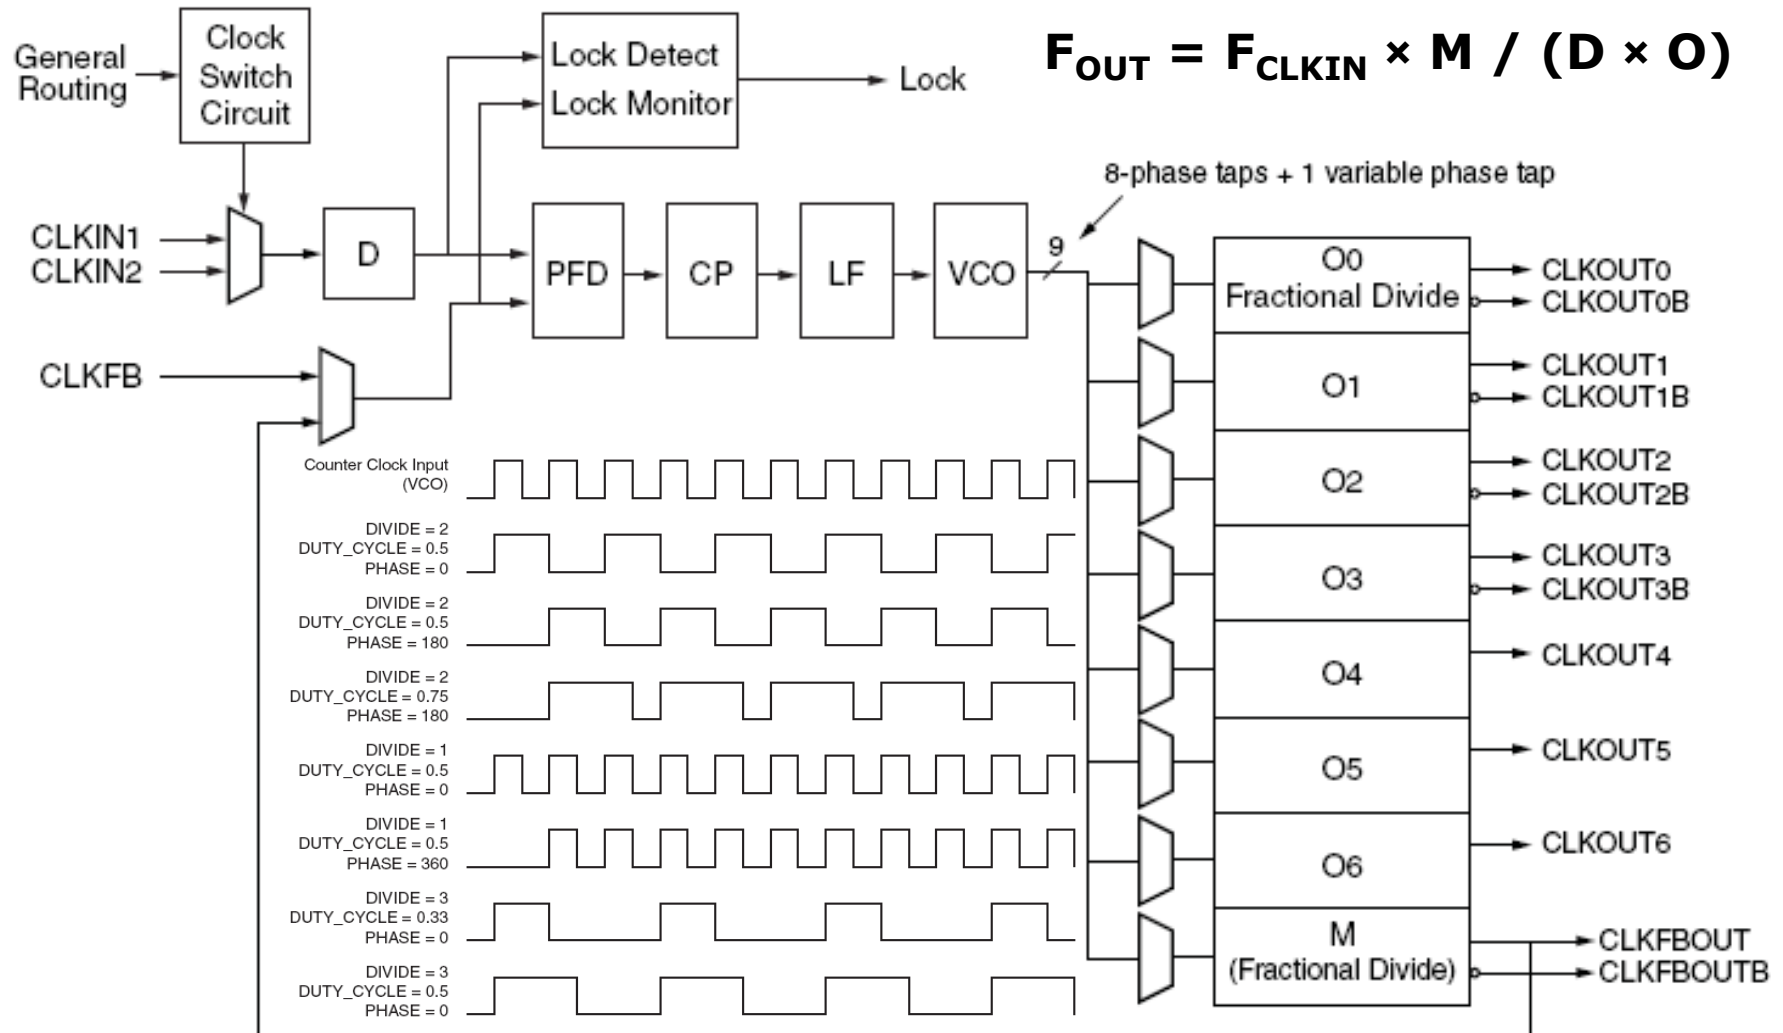 General
Routing
Clock
Switch
Circuit
Lock Detect
Lock Monitor
Lock
F_OUT = F_CLKIN × M / (D × O)
8-phase taps + 1 variable phase tap
CLKIN1
CLKIN2
D
PFD
CP
LF
VCO
9
CLKFB
O0
Fractional Divide
CLKOUT0
CLKOUT0B
O1
CLKOUT1
CLKOUT1B
O2
CLKOUT2
CLKOUT2B
O3
CLKOUT3
CLKOUT3B
O4
CLKOUT4
O5
CLKOUT5
O6
CLKOUT6
M
(Fractional Divide)
CLKFBOUT
CLKFBOUTB
Counter Clock Input
(VCO)
DIVIDE = 2
DUTY_CYCLE = 0.5
PHASE = 0
DIVIDE = 2
DUTY_CYCLE = 0.5
PHASE = 180
DIVIDE = 2
DUTY_CYCLE = 0.75
PHASE = 180
DIVIDE = 1
DUTY_CYCLE = 0.5
PHASE = 0
DIVIDE = 1
DUTY_CYCLE = 0.5
PHASE = 360
DIVIDE = 3
DUTY_CYCLE = 0.33
PHASE = 0
DIVIDE = 3
DUTY_CYCLE = 0.5
PHASE = 0